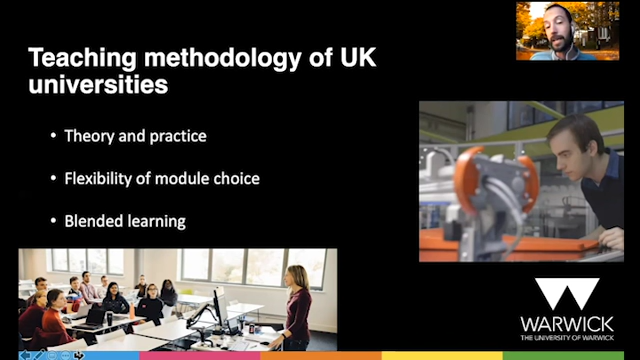 Teaching methodology of UK
universities
• Theory and practice
• Flexibility of module choice
• Blended learning
WARWICK
THE UNIVERSITY OF WARWICK